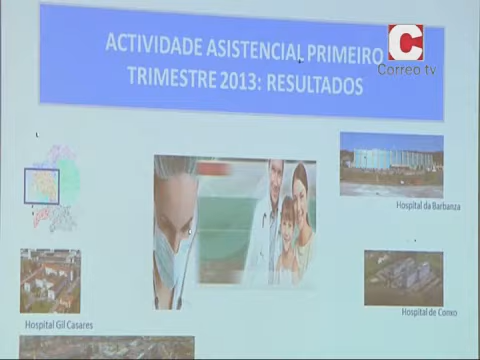 ACTIVIDADE ASISTENCIAL PRIMEIRO
TRIMESTRE 2013: RESULTADOS
C
Correo tv
Hospital da Barbanza
Hospital de Conxo
Hospital Gil Casares